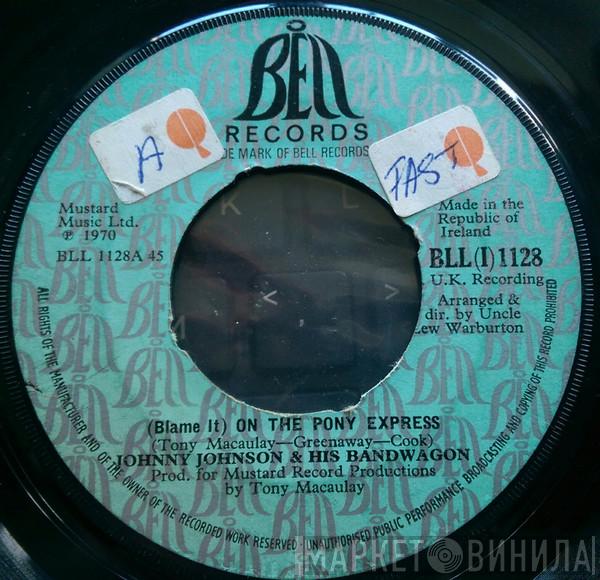 BELL
RECORDS
DE MARK OF BELL RECORDS
A
FAST
Mustard
Music Ltd.
℗ 1970
BLL 1128A 45
Made in the
Republic of
Ireland
BLL(I)1128
U.K. Recording
Arranged &
dir. by Uncle
ew Warburton
K L
< >
,
(Blame It) ON THE PONY EXPRESS
(Tony Macaulay—Greenaway—Cook)
JOHNNY JOHNSON & HIS BANDWAGON
Prod. for Mustard Record Productions
by Tony Macaulay
ALL RIGHTS OF THE MANUFACTURER AND OF THE OWNER OF THE RECORDED WORK RESERVED · UNAUTHORISED PUBLIC PERFORMANCE BROADCASTING AND COPYING OF THIS RECORD PROHIBITED
МАРКЕТ ВИНИЛА